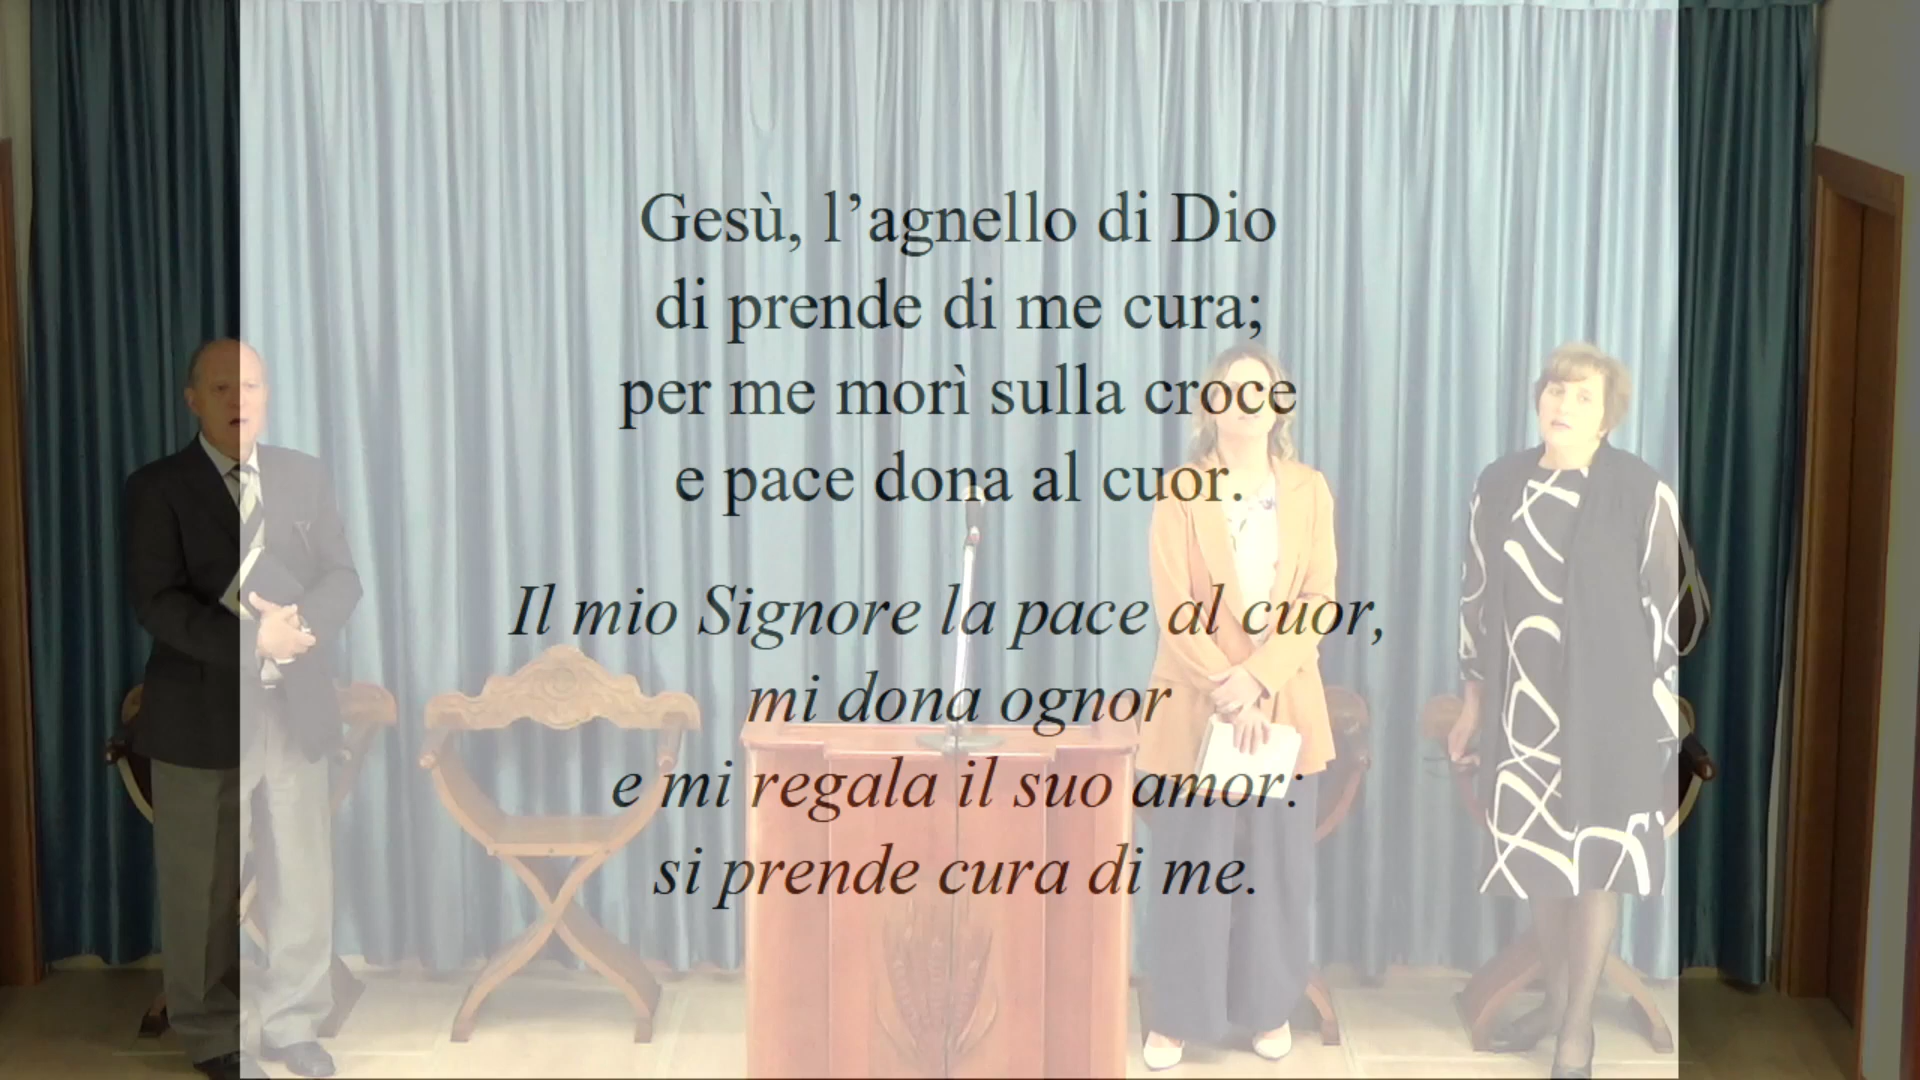 Gesù, l’agnello di Dio
di prende di me cura;
per me morì sulla croce
e pace dona al cuor.
Il mio Signore la pace al cuor,
mi dona ognor
e mi regala il suo amor:
si prende cura di me.